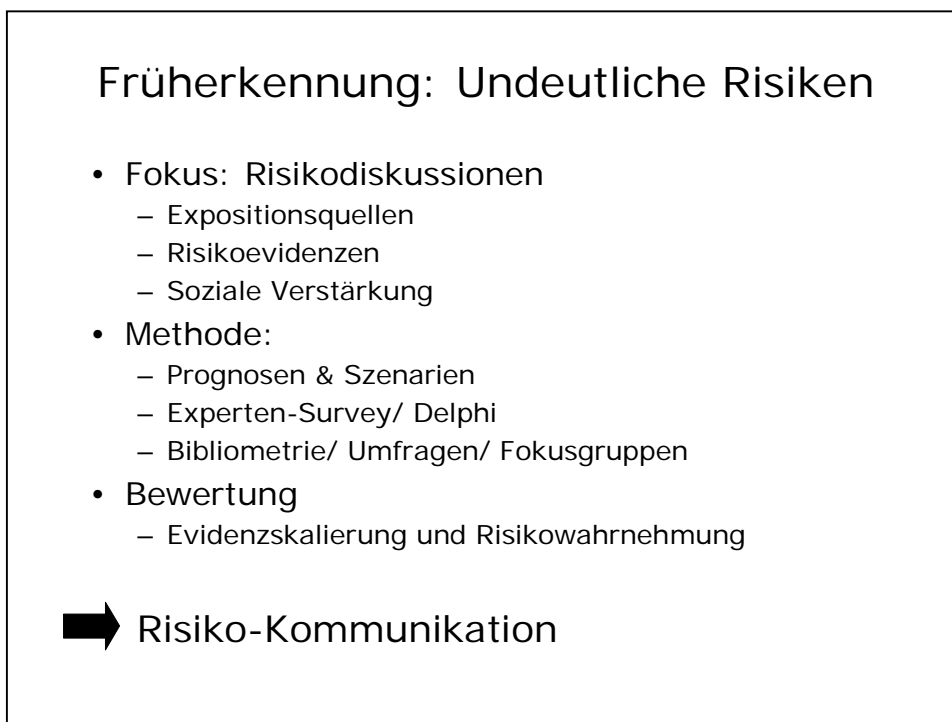 Früherkennung: Undeutliche Risiken
• Fokus: Risikodiskussionen
– Expositionsquellen
– Risikoevidenzen
– Soziale Verstärkung
• Methode:
– Prognosen & Szenarien
– Experten-Survey/ Delphi
– Bibliometrie/ Umfragen/ Fokusgruppen
• Bewertung
– Evidenzskalierung und Risikowahrnehmung
Risiko-Kommunikation